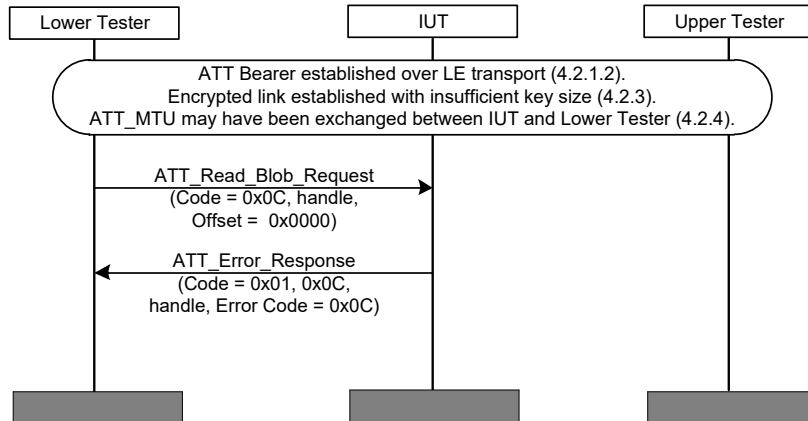 Lower Tester
IUT
Upper Tester
ATT Bearer established over LE transport (4.2.1.2).
Encrypted link established with insufficient key size (4.2.3).
ATT_MTU may have been exchanged between IUT and Lower Tester (4.2.4).
ATT_Read_Blob_Request
(Code = 0x0C, handle,
Offset =  0x0000)
ATT_Error_Response
(Code = 0x01, 0x0C,
handle, Error Code = 0x0C)